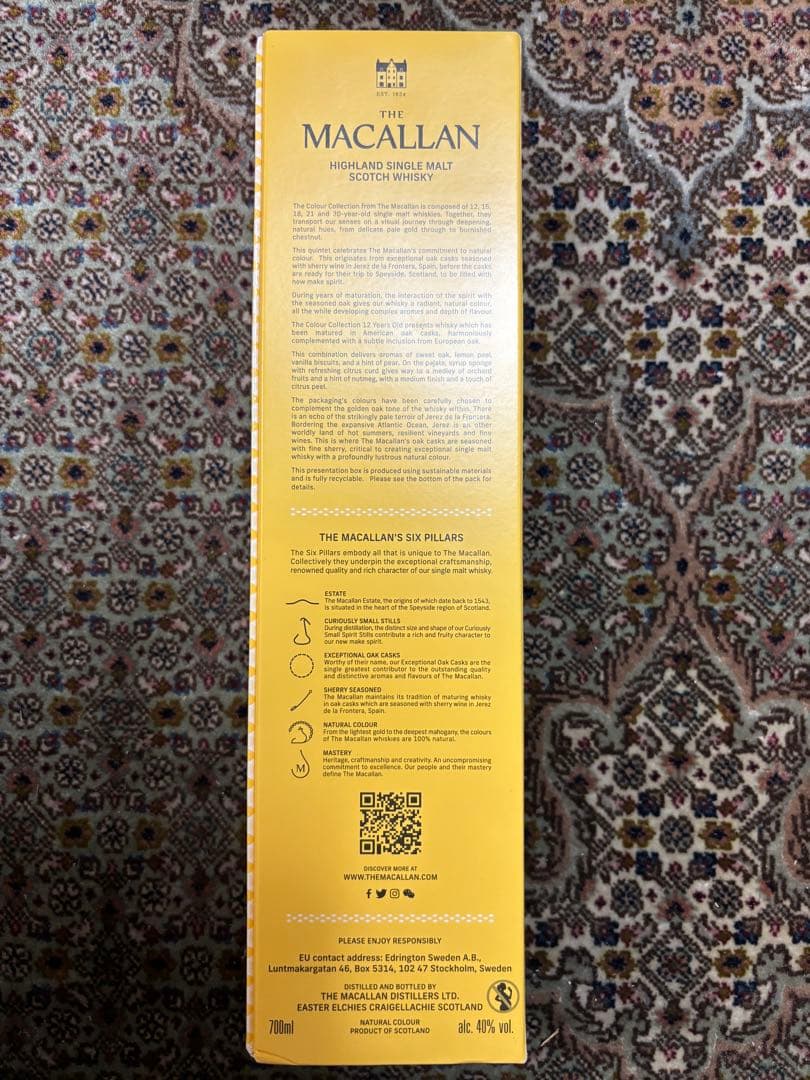 EST. 1824
THE
MACALLAN
HIGHLAND SINGLE MALT
SCOTCH WHISKY
The Colour Collection from The Macallan is composed of 12, 15,
18, 21 and 30-year-old single malt whiskies. Together, they
transport our senses on a visual journey through deepening,
natural hues, from delicate pale gold through to burnished
chestnut.
This quintet celebrates The Macallan's commitment to natural
colour. This originates from exceptional oak casks seasoned
with sherry wine in Jerez de la Frontera, Spain, before the casks
are ready for their trip to Speyside, Scotland, to be filled with
new make spirit.
During years of maturation, the interaction of the spirit with
the seasoned oak gives our whisky a radiant, natural colour,
all the while developing complex aromas and depth of flavour.
The Colour Collection 12 Years Old presents whisky which has
been matured in American oak casks, harmoniously
complemented with a subtle inclusion from European oak.
This combination delivers aromas of sweet oak, lemon peel,
vanilla biscuits, and a hint of pear. On the palate, syrup sponge
with refreshing citrus curd gives way to a medley of orchard
fruits and a hint of nutmeg, with a medium finish and a touch of
citrus peel.
The packaging's colours have been carefully chosen to
complement the golden oak tone of the whisky within. There
is an echo of the strikingly pale terroir of Jerez de la Frontera.
Bordering the expansive Atlantic Ocean, Jerez is an other
worldly land of hot summers, resilient vineyards and fine
wines. This is where The Macallan's oak casks are seasoned
with fine sherry, critical to creating exceptional single malt
whisky with a profoundly lustrous natural colour.
This presentation box is produced using sustainable materials
and is fully recyclable. Please see the bottom of the pack for
details.
THE MACALLAN'S SIX PILLARS
The Six Pillars embody all that is unique to The Macallan.
Collectively they underpin the exceptional craftsmanship,
renowned quality and rich character of our single malt whisky.
ESTATE
The Macallan Estate, the origins of which date back to 1543,
is situated in the heart of the Speyside region of Scotland.
CURIOUSLY SMALL STILLS
During distillation, the distinct size and shape of our Curiously
Small Spirit Stills contribute a rich and fruity character to
our new make spirit.
EXCEPTIONAL OAK CASKS
Worthy of their name, our Exceptional Oak Casks are the
single greatest contributor to the outstanding quality
and distinctive aromas and flavours of The Macallan.
SHERRY SEASONED
The Macallan maintains its tradition of maturing whisky
in oak casks which are seasoned with sherry wine in Jerez
de la Frontera, Spain.
NATURAL COLOUR
From the lightest gold to the deepest mahogany, the colours
of The Macallan whiskies are 100% natural.
M
MASTERY
Heritage, craftmanship and creativity. An uncompromising
commitment to excellence. Our people and their mastery
define The Macallan.
DISCOVER MORE AT
WWW.THEMACALLAN.COM
PLEASE ENJOY RESPONSIBLY
EU contact address: Edrington Sweden A.B.,
Luntmakargatan 46, Box 5314, 102 47 Stockholm, Sweden
DISTILLED AND BOTTLED BY
THE MACALLAN DISTILLERS LTD.
EASTER ELCHIES CRAIGELLACHIE SCOTLAND
700ml
NATURAL COLOUR
PRODUCT OF SCOTLAND
alc. 40% vol.